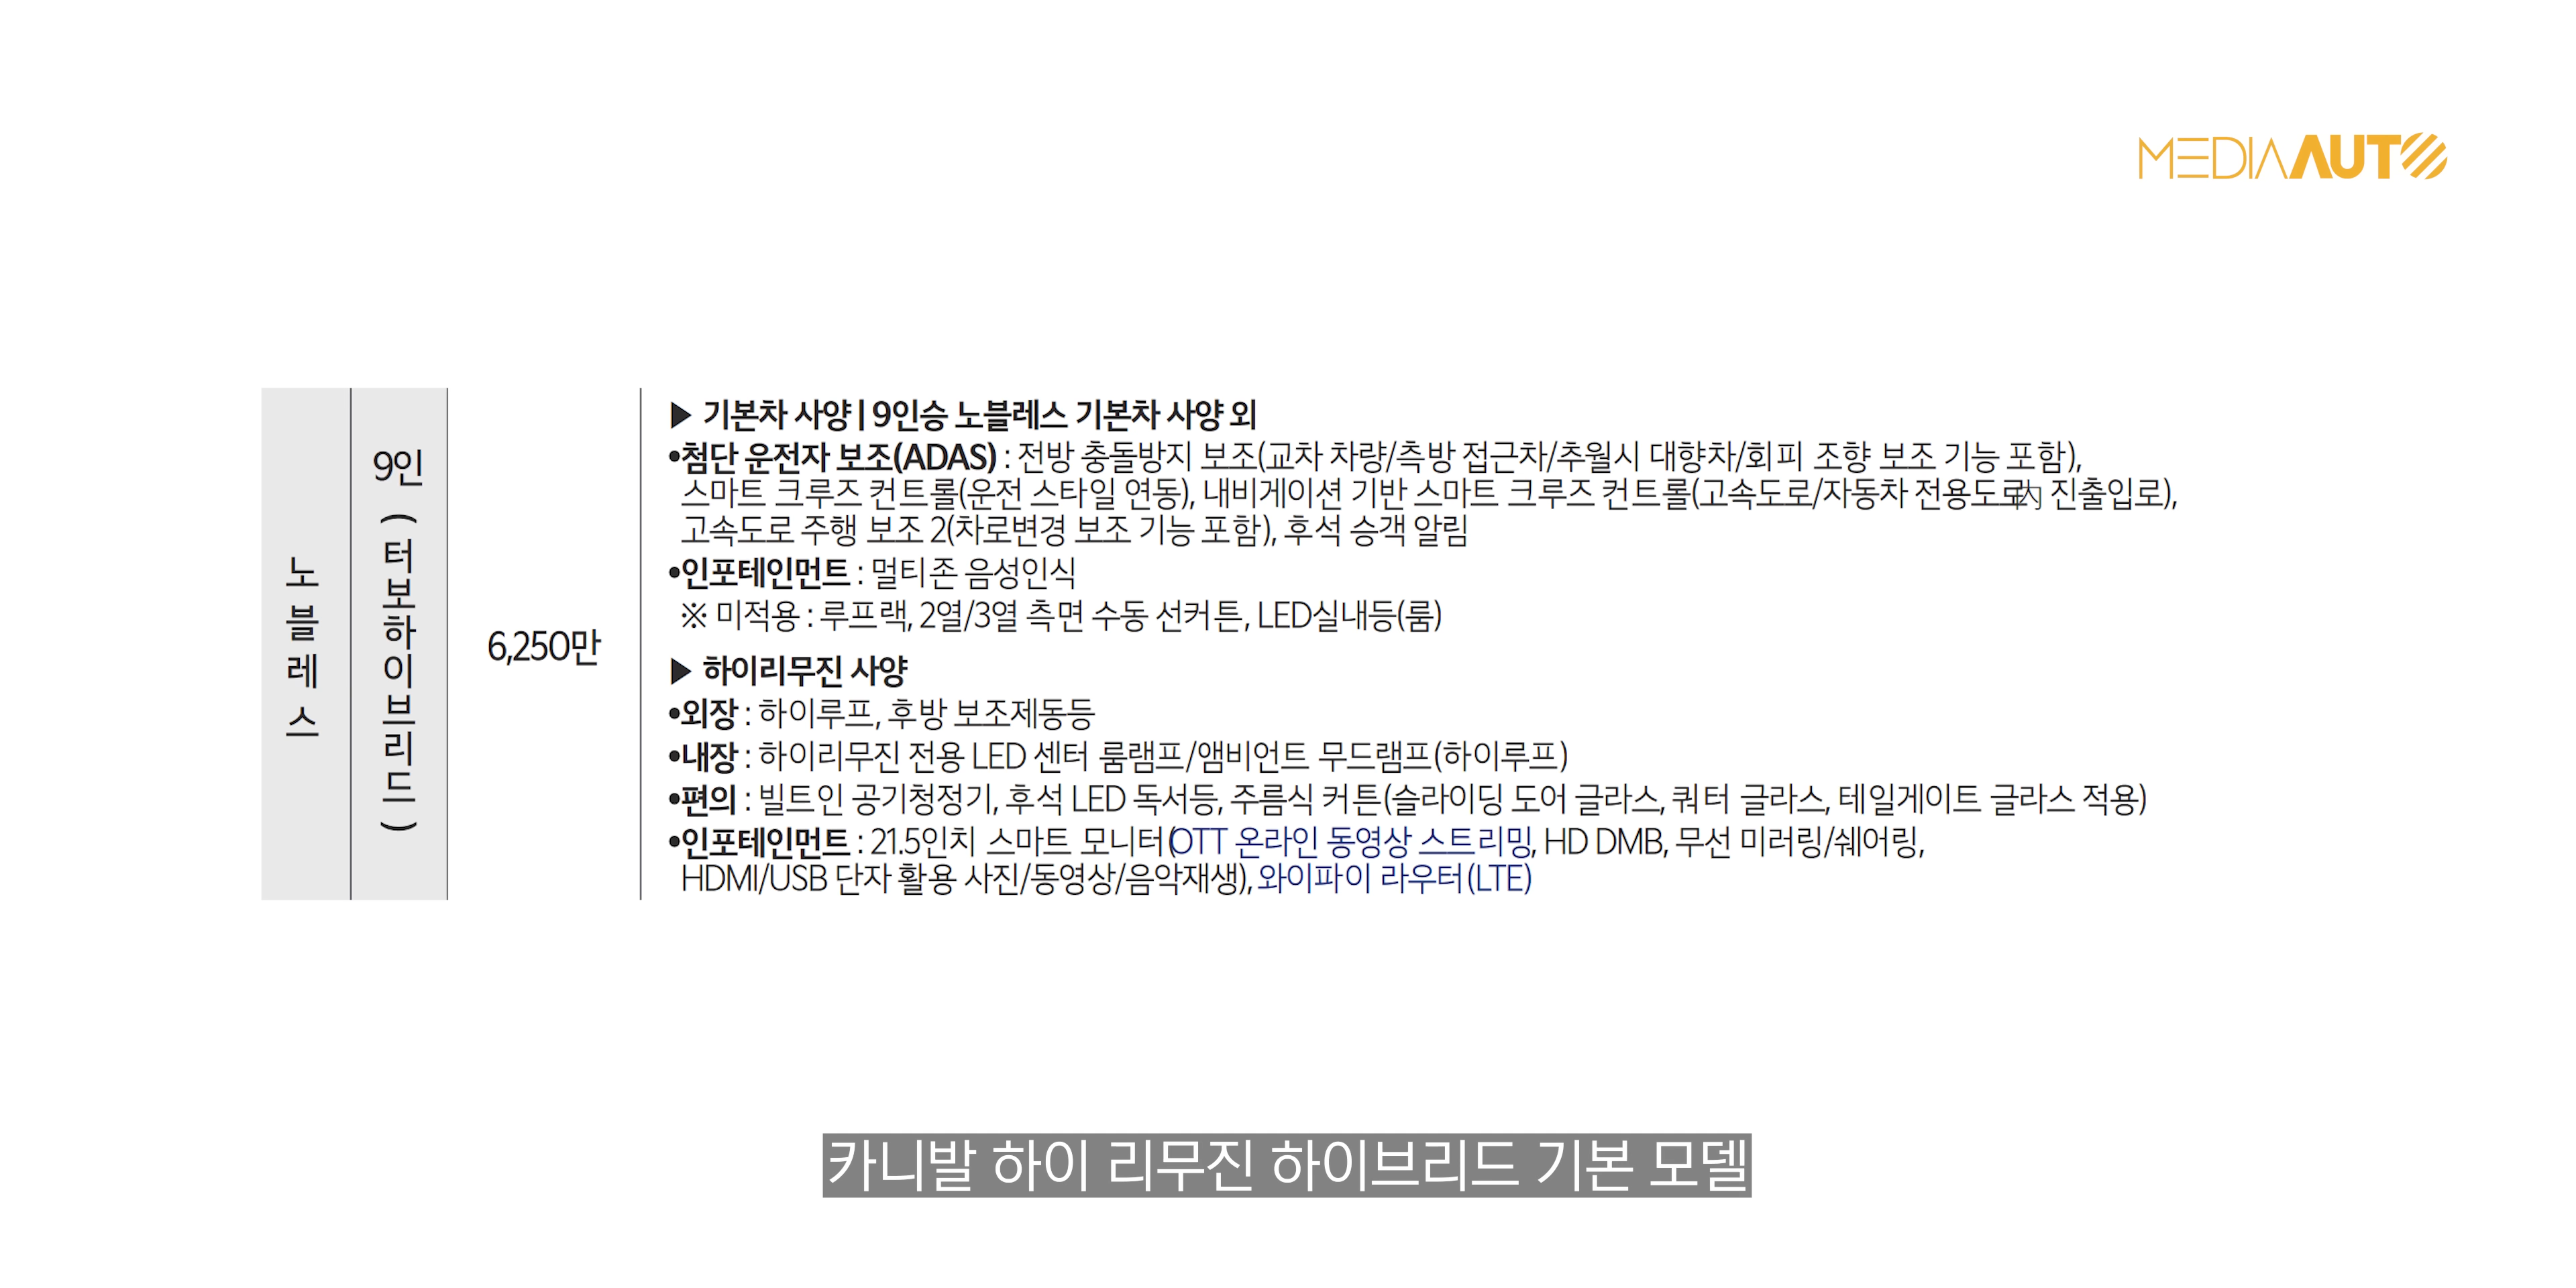 MEDIAAUTO
노블레스
9인(터보하이브리드)
6,250만
▶ 기본차 사양 | 9인승 노블레스 기본차 사양 외
•첨단 운전자 보조(ADAS) : 전방 충돌방지 보조(교차 차량/측방 접근차/추월시 대향차/회피 조향 보조 기능 포함),
스마트 크루즈 컨트롤(운전 스타일 연동), 내비게이션 기반 스마트 크루즈 컨트롤(고속도로/자동차 전용도로內 진출입로),
고속도로 주행 보조 2(차로변경 보조 기능 포함), 후석 승객 알림
•인포테인먼트 : 멀티존 음성인식
※ 미적용 : 루프랙, 2열/3열 측면 수동 선커튼, LED실내등(룸)
▶ 하이리무진 사양
•외장 : 하이루프, 후방 보조제동등
•내장 : 하이리무진 전용 LED 센터 룸램프/앰비언트 무드램프(하이루프)
•편의 : 빌트인 공기청정기, 후석 LED 독서등, 주름식 커튼(슬라이딩 도어 글라스, 쿼터 글라스, 테일게이트 글라스 적용)
•인포테인먼트 : 21.5인치 스마트 모니터(OTT 온라인 동영상 스트리밍, HD DMB, 무선 미러링/쉐어링,
HDMI/USB 단자 활용 사진/동영상/음악재생), 와이파이 라우터(LTE)
카니발 하이 리무진 하이브리드 기본 모델